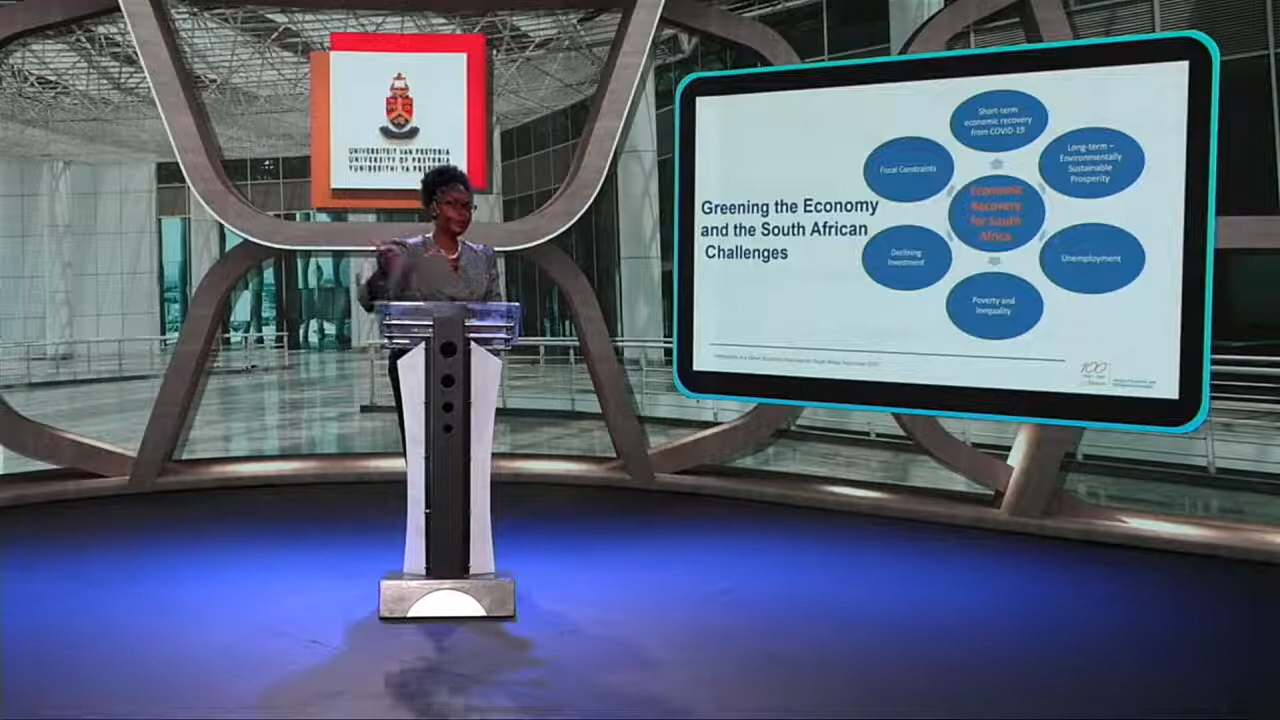 UNIVERSITEIT VAN PRETORIA
UNIVERSITY OF PRETORIA
YUNIBESITHI YA
Greening the Economy
and the South African
Challenges
Short-term
economic recovery
from COVID-19
Long-term –
Environmentally
Sustainable
Prosperity
Unemployment
Poverty and
Inequality
Declining
Investment
Fiscal Constraints
Economic
Recovery
for South
Africa
100